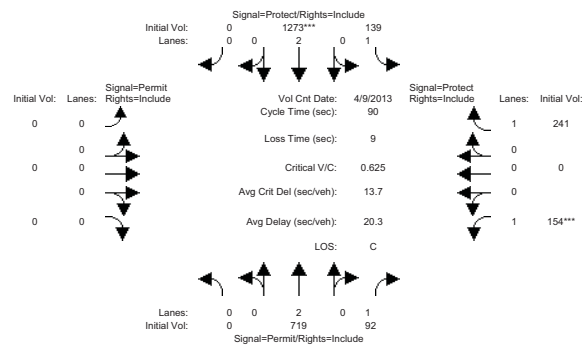 Signal=Protect/Rights=Include
Initial Vol: 0 1273*** 139
Lanes: 0 0 2 0 1
Signal=Permit
Initial Vol: Lanes: Rights=Include
Vol Cnt Date: 4/9/2013
Signal=Protect
Rights=Include Lanes: Initial Vol:
Cycle Time (sec): 90
0 0
1 241
Loss Time (sec): 9
0
0
0 0
Critical V/C: 0.625
0 0
0
Avg Crit Del (sec/veh): 13.7
0
0 0
Avg Delay (sec/veh): 20.3
1 154***
LOS: C
Lanes: 0 0 2 0 1
Initial Vol: 0 719 92
Signal=Permit/Rights=Include